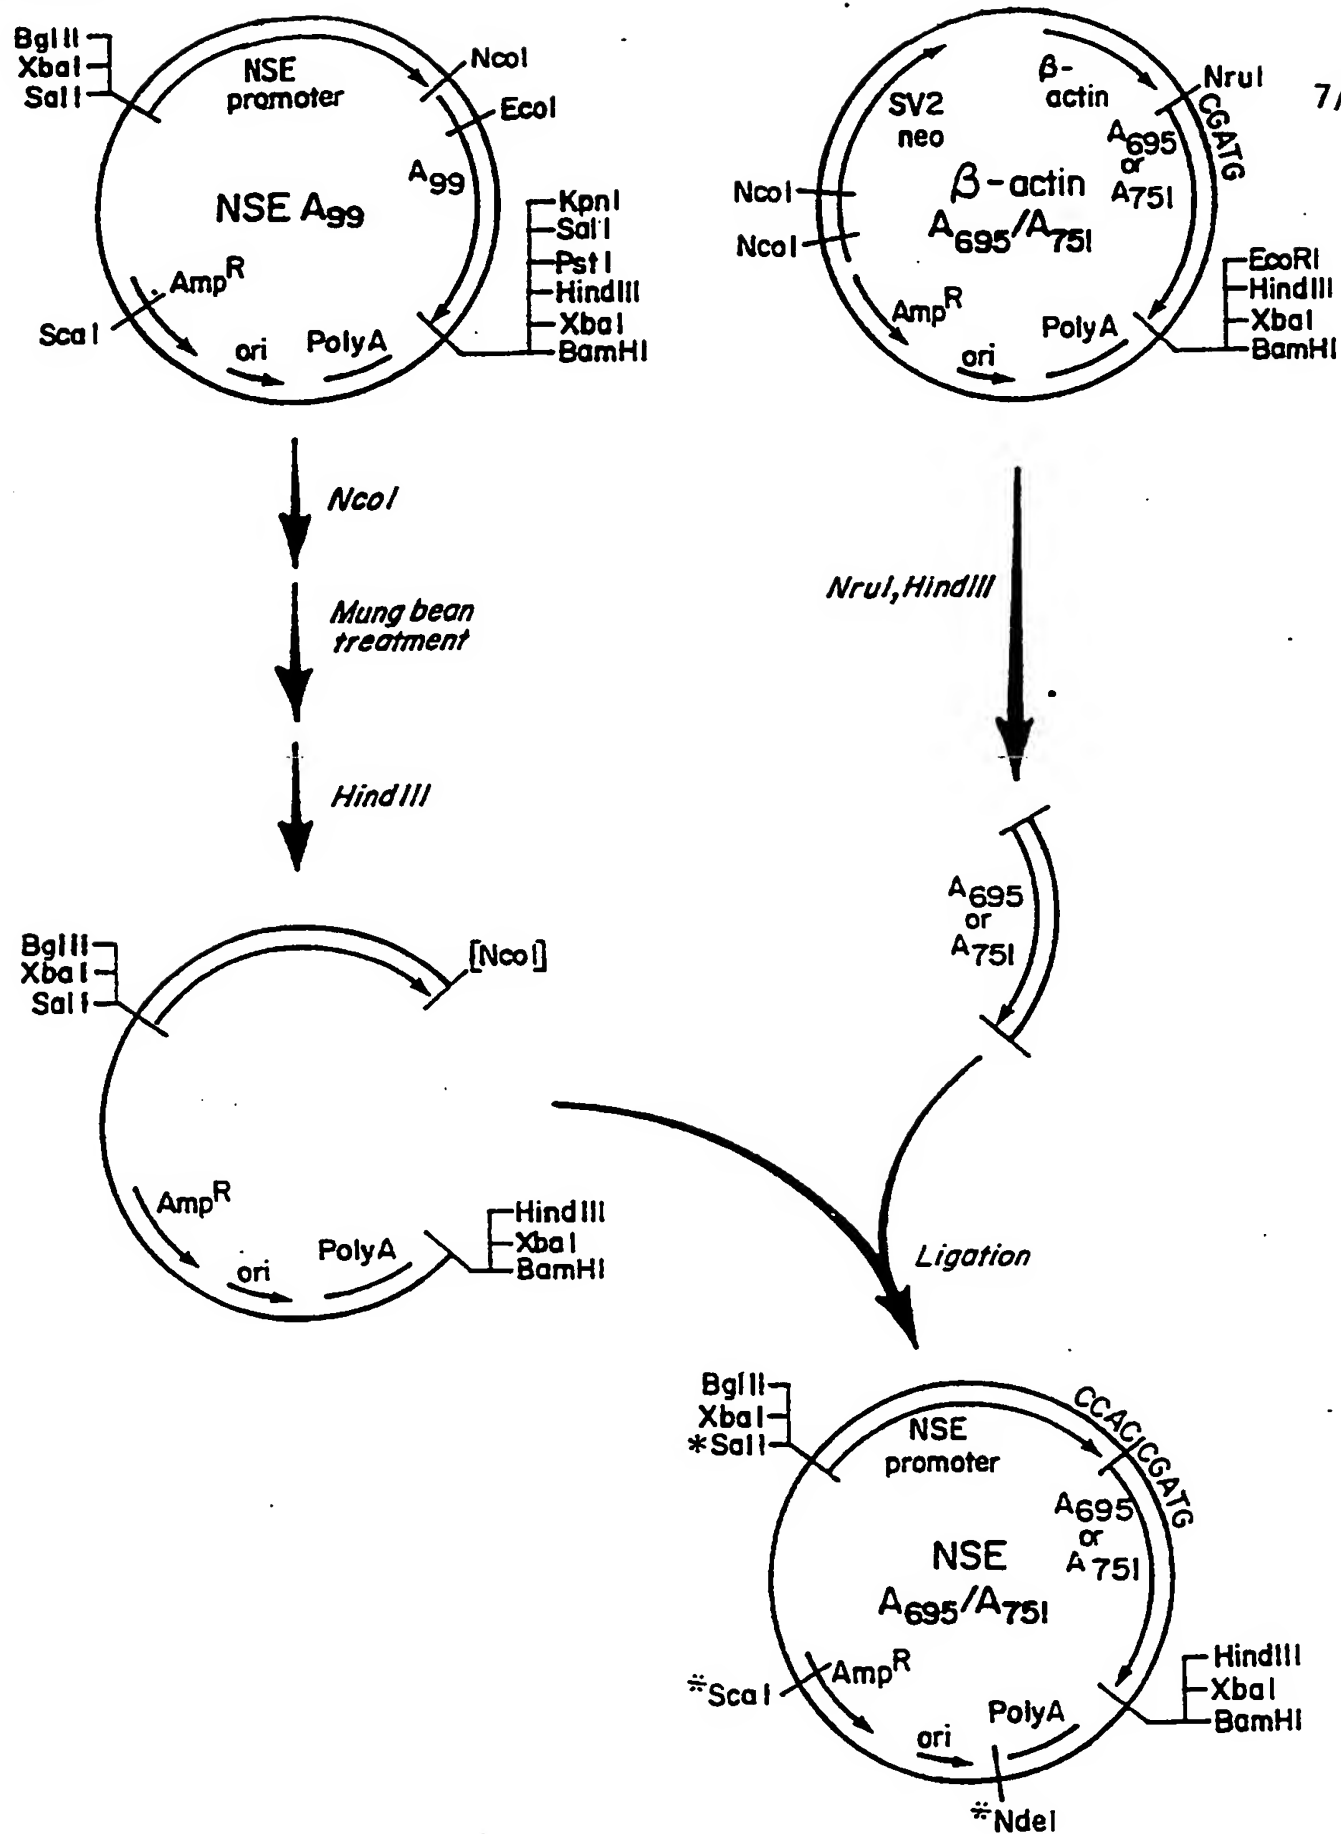 BglII
XbaI
SalI
NSE
promoter
NcoI
EcoI
A99
NSE A99
KpnI
SalI
PstI
HindIII
XbaI
BamHI
AmpR
ScaI
ori
PolyA
7/
SV2
neo
β-
actin
NruI
CGATG
A695
or
A751
NcoI
NcoI
β-actin
A695/A751
EcoRI
HindIII
XbaI
BamHI
AmpR
ori
PolyA
NcoI
Mung bean
treatment
HindIII
NruI, HindIII
A695
or
A751
BglII
XbaI
SalI
[NcoI]
AmpR
ori
PolyA
HindIII
XbaI
BamHI
Ligation
BglII
XbaI
*SalI
NSE
promoter
CCAC|CGATG
A695
or
A751
NSE
A695/A751
AmpR
*ScaI
ori
PolyA
HindIII
XbaI
BamHI
*NdeI